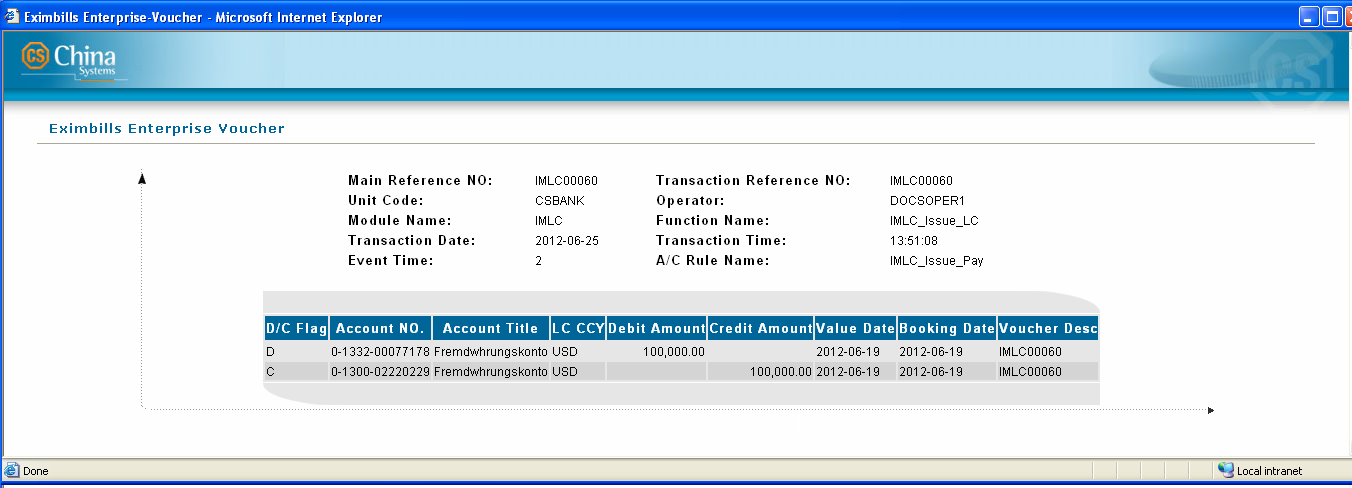 Eximbills Enterprise-Voucher - Microsoft Internet Explorer
CS China
Systems
CS
Eximbills Enterprise Voucher
Main Reference NO: IMLC00060 Transaction Reference NO: IMLC00060
Unit Code: CSBANK Operator: DOCSOPER1
Module Name: IMLC Function Name: IMLC_Issue_LC
Transaction Date: 2012-06-25 Transaction Time: 13:51:08
Event Time: 2 A/C Rule Name: IMLC_Issue_Pay
D/C Flag Account NO. Account Title LC CCY Debit Amount Credit Amount Value Date Booking Date Voucher Desc
D 0-1332-00077178 Fremdwhrungskonto USD 100,000.00 2012-06-19 2012-06-19 IMLC00060
C 0-1300-02220229 Fremdwhrungskonto USD 100,000.00 2012-06-19 2012-06-19 IMLC00060
Done Local intranet